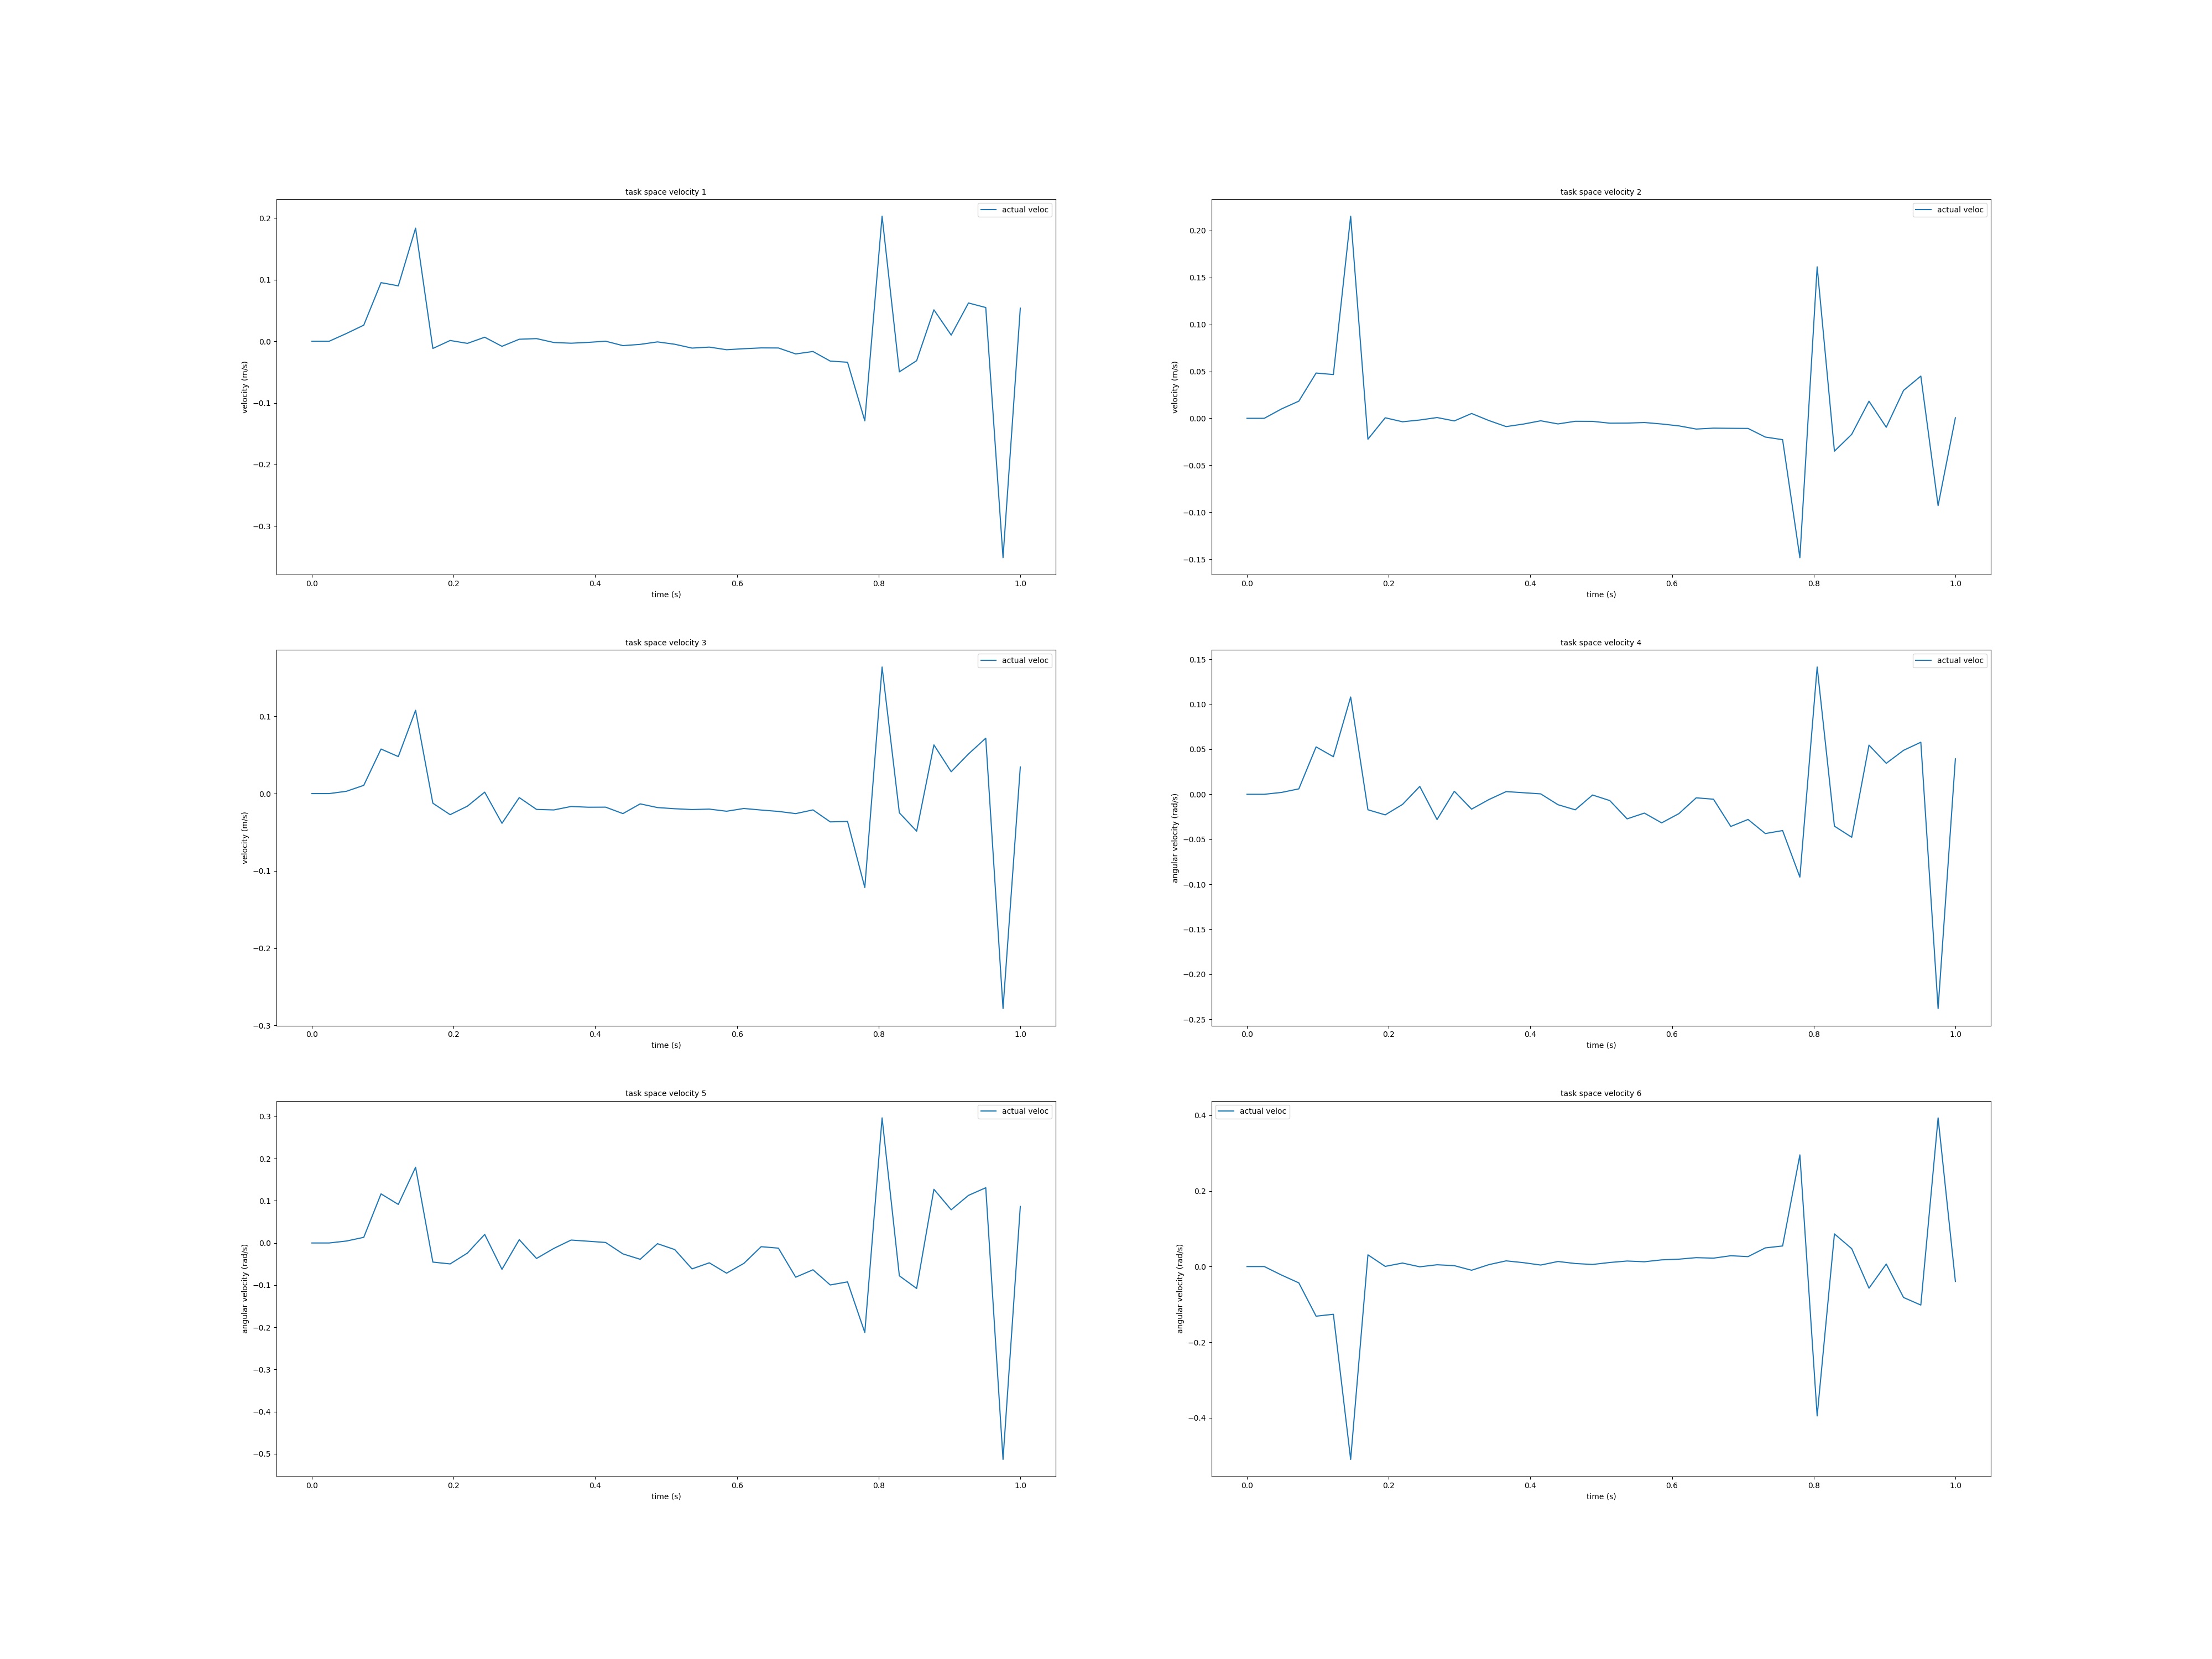 task space velocity 1
actual veloc
0.2
0.1
0.0
−0.1
−0.2
−0.3
velocity (m/s)
0.0 0.2 0.4 0.6 0.8 1.0
time (s)
task space velocity 2
actual veloc
0.20
0.15
0.10
0.05
0.00
−0.05
−0.10
−0.15
velocity (m/s)
0.0 0.2 0.4 0.6 0.8 1.0
time (s)
task space velocity 3
actual veloc
0.1
0.0
−0.1
−0.2
−0.3
velocity (m/s)
0.0 0.2 0.4 0.6 0.8 1.0
time (s)
task space velocity 4
actual veloc
0.15
0.10
0.05
0.00
−0.05
−0.10
−0.15
−0.20
−0.25
angular velocity (rad/s)
0.0 0.2 0.4 0.6 0.8 1.0
time (s)
task space velocity 5
actual veloc
0.3
0.2
0.1
0.0
−0.1
−0.2
−0.3
−0.4
−0.5
angular velocity (rad/s)
0.0 0.2 0.4 0.6 0.8 1.0
time (s)
task space velocity 6
actual veloc
0.4
0.2
0.0
−0.2
−0.4
angular velocity (rad/s)
0.0 0.2 0.4 0.6 0.8 1.0
time (s)